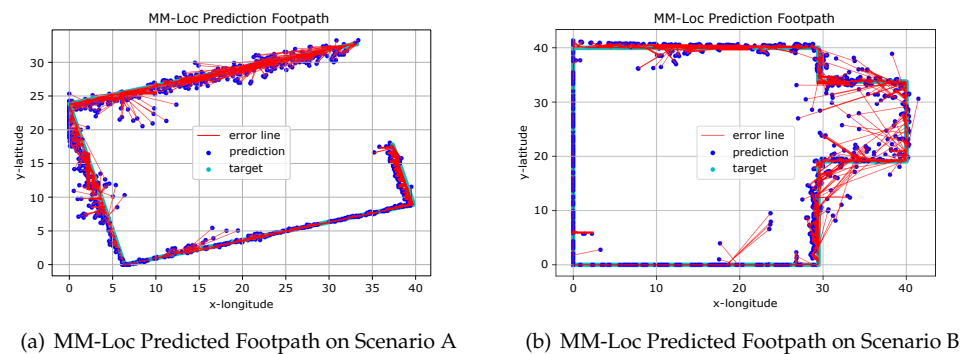 MM-Loc Prediction Footpath
y-latitude
30
25
20
15
10
5
0
error line
prediction
target
0 5 10 15 20 25 30 35 40
x-longitude
(a) MM-Loc Predicted Footpath on Scenario A
MM-Loc Prediction Footpath
y-latitude
40
30
20
10
0
error line
prediction
target
0 10 20 30 40
x-longitude
(b) MM-Loc Predicted Footpath on Scenario B